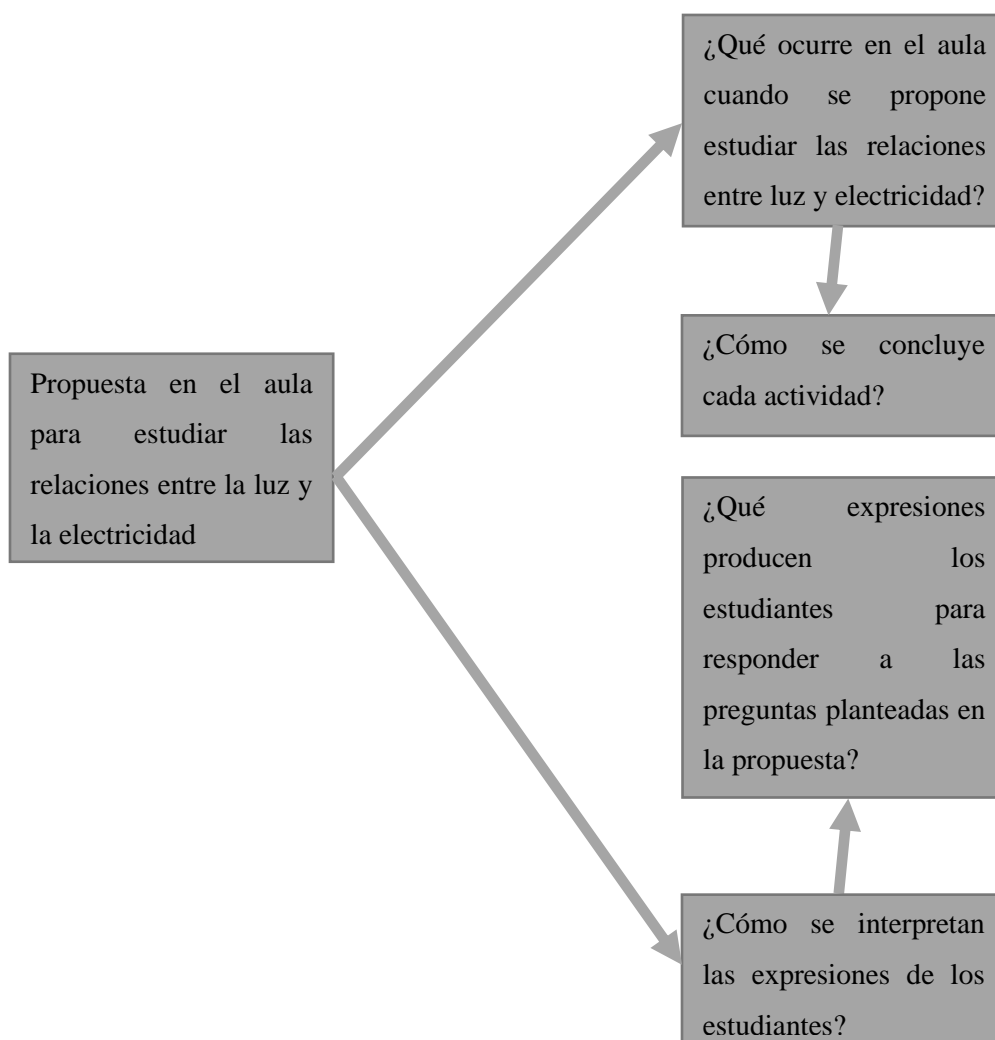 ¿Qué ocurre en el aula
cuando se propone
estudiar las relaciones
entre luz y electricidad?
¿Cómo se concluye
cada actividad?
Propuesta en el aula
para estudiar las
relaciones entre la luz y
la electricidad
¿Qué expresiones
producen los
estudiantes para
responder a las
preguntas planteadas en
la propuesta?
¿Cómo se interpretan
las expresiones de los
estudiantes?